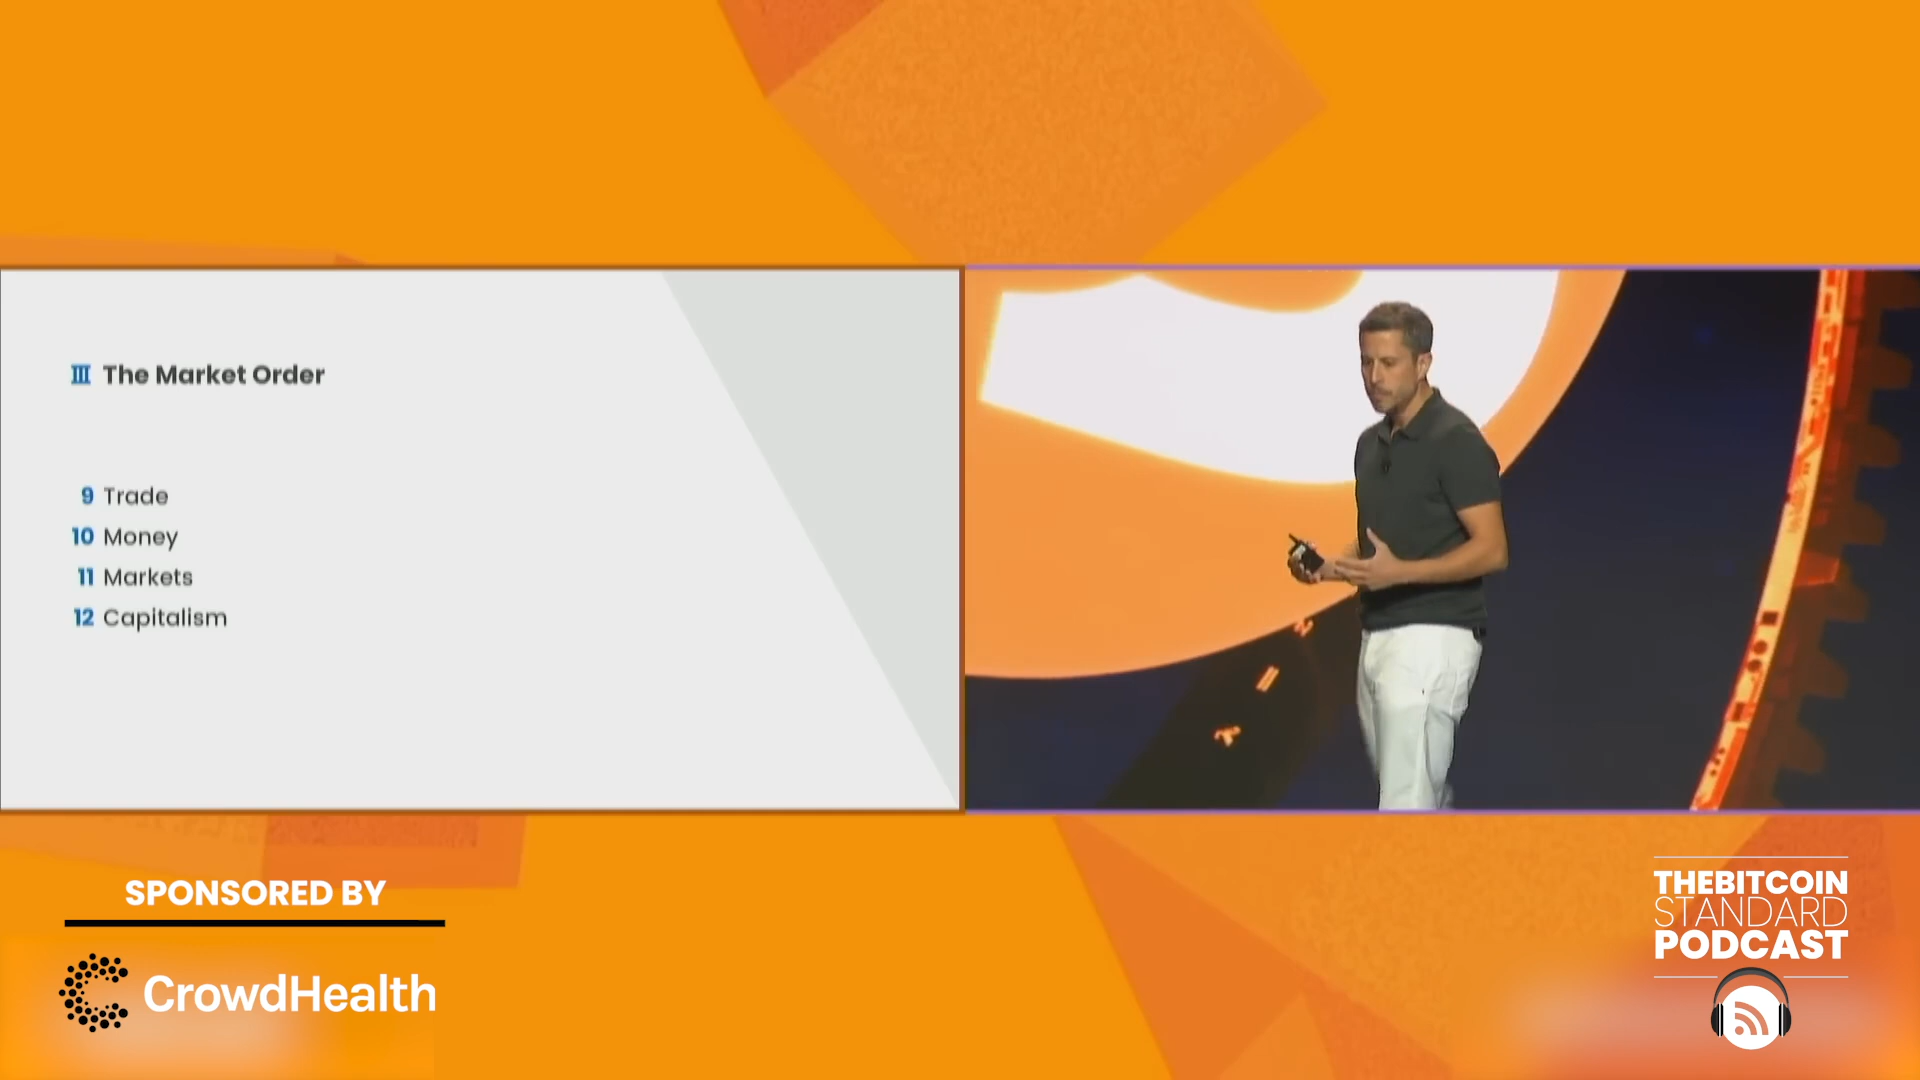 III The Market Order
9 Trade
10 Money
11 Markets
12 Capitalism
SPONSORED BY
CrowdHealth
THEBITCOIN
STANDARD
PODCAST